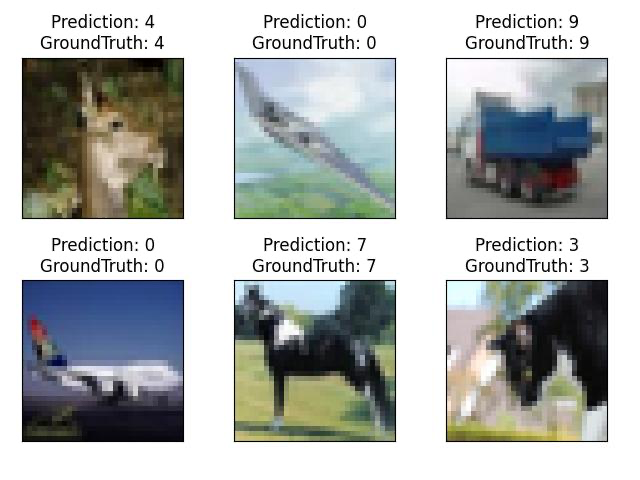 Prediction: 4
GroundTruth: 4
Prediction: 0
GroundTruth: 0
Prediction: 9
GroundTruth: 9
Prediction: 0
GroundTruth: 0
Prediction: 7
GroundTruth: 7
Prediction: 3
GroundTruth: 3